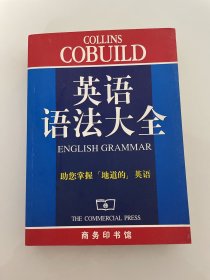 COLLINS
COBUILD
英语
语法大全
ENGLISH GRAMMAR
助您掌握「地道的」英语
THE COMMERCIAL PRESS
商务印书馆